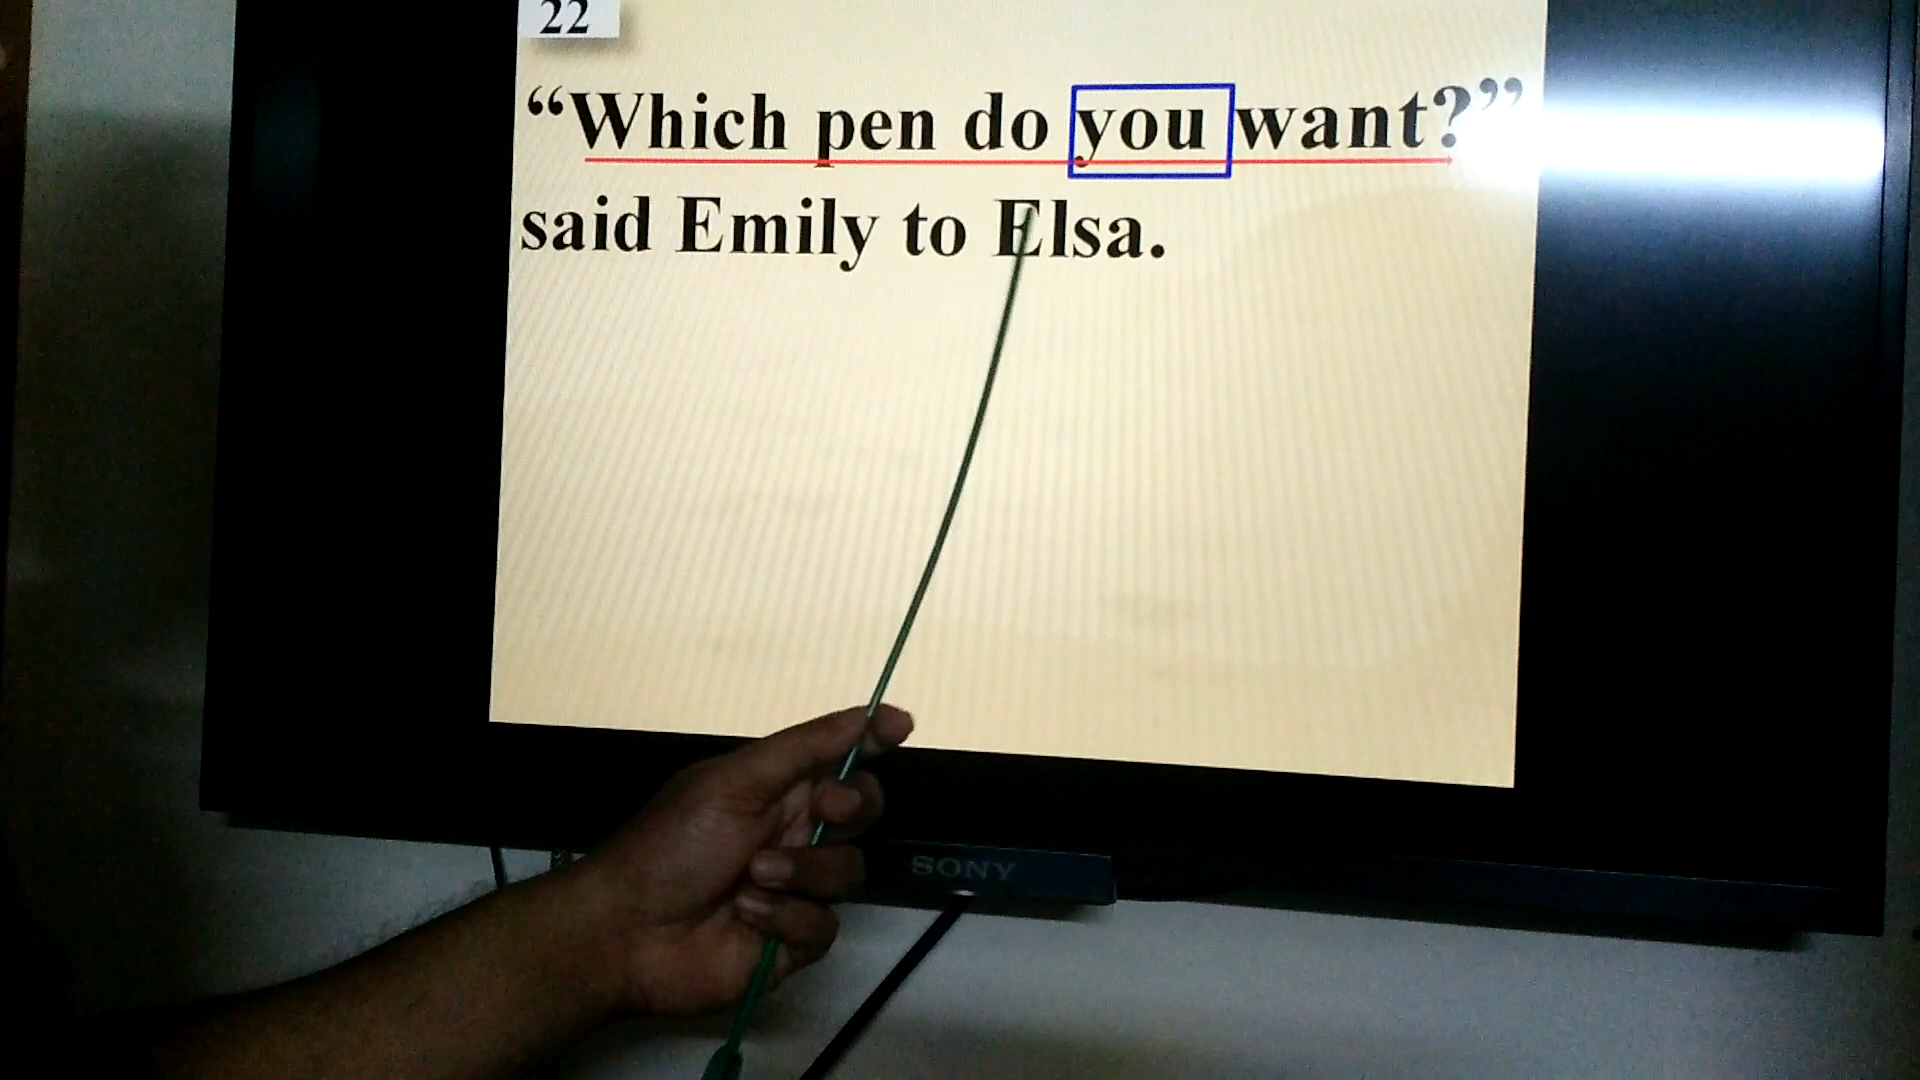 22
“Which pen do you want?”
said Emily to Elsa.
SONY